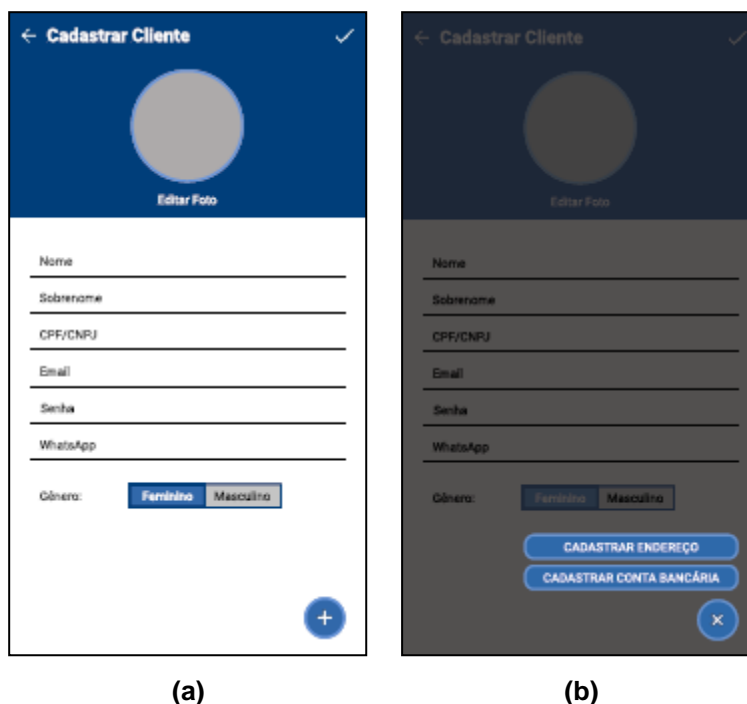 Cadastrar Cliente
Editar Foto
Nome
Sobrenome
CPF/CNPJ
Email
Senha
WhatsApp
Gênero: Feminino Masculino
+
(a)
Cadastrar Cliente
Editar Foto
Nome
Sobrenome
CPF/CNPJ
Email
Senha
WhatsApp
Gênero: Feminino Masculino
CADASTRAR ENDEREÇO
CADASTRAR CONTA BANCÁRIA
×
(b)